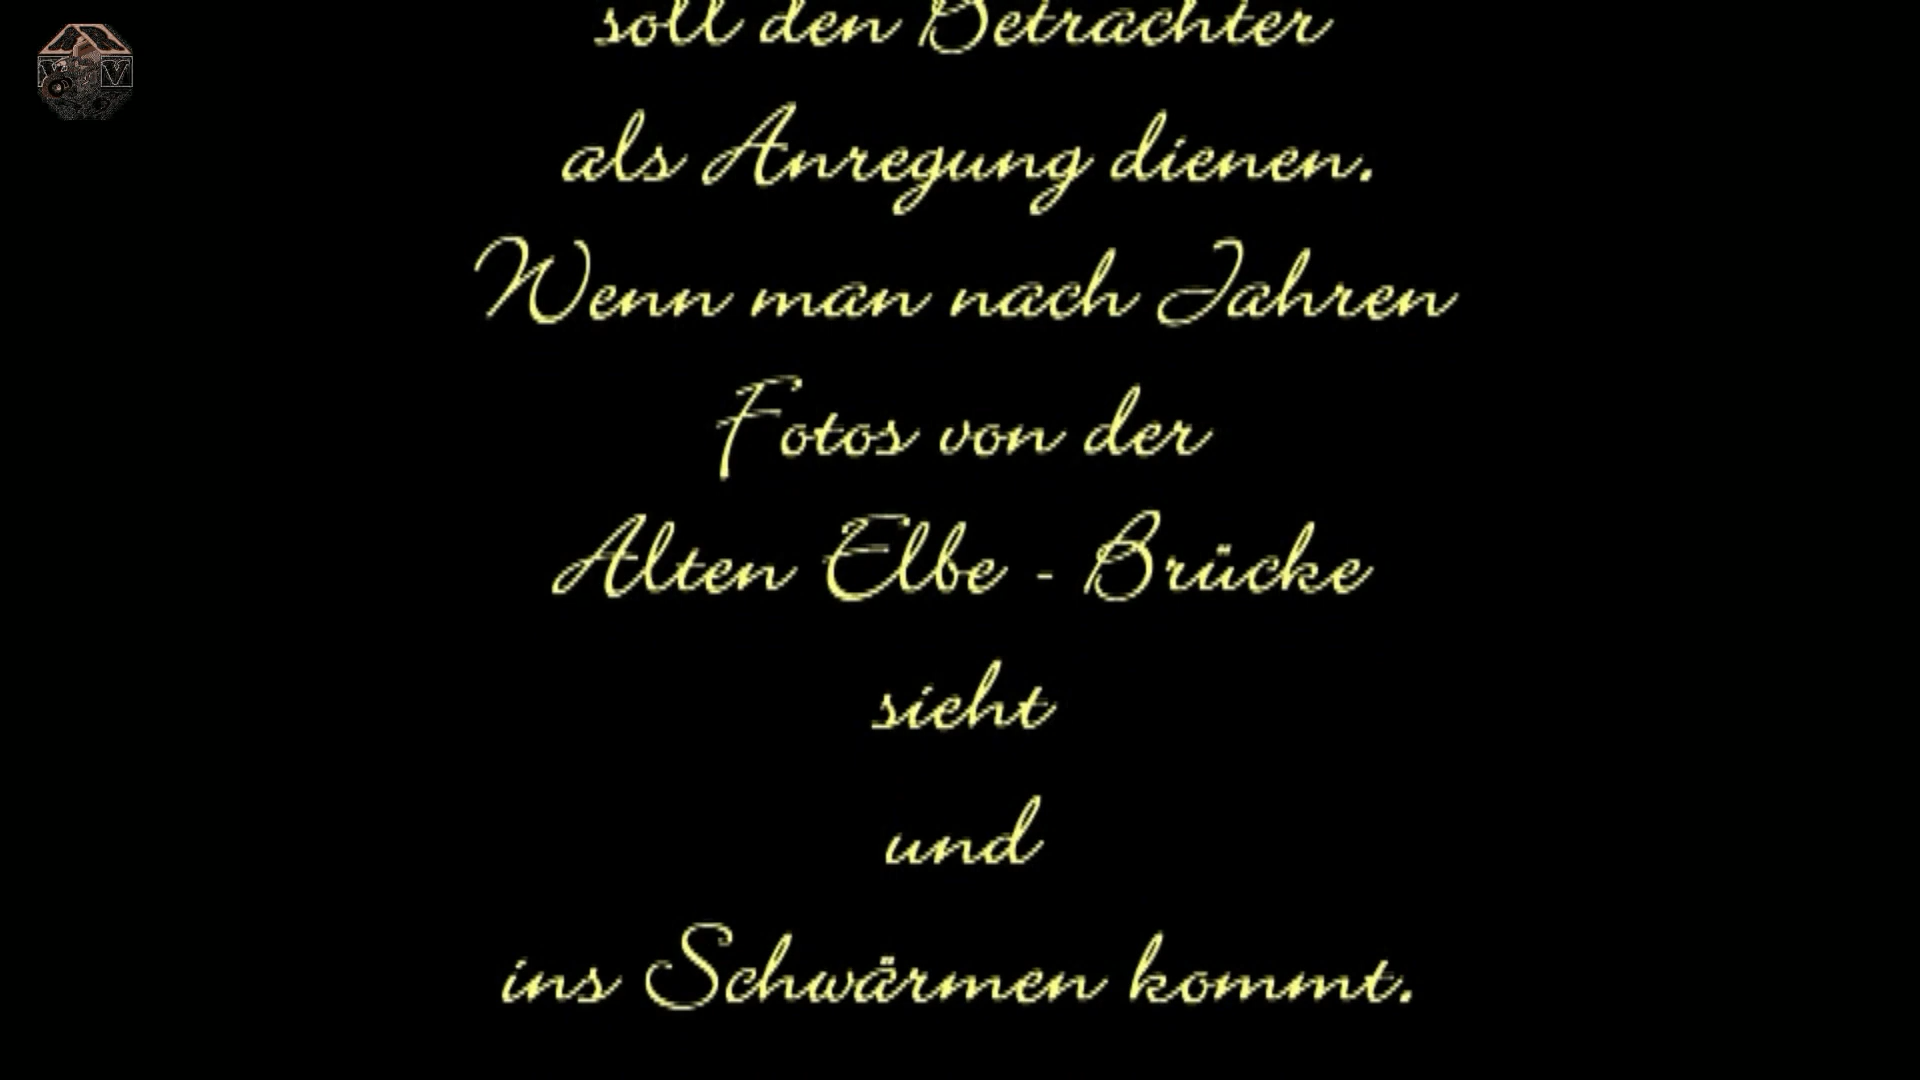 soll den Betrachter
als Anregung dienen.
Wenn man nach Jahren
Fotos von der
Alten Elbe - Brücke
sieht
und
ins Schwärmen kommt.